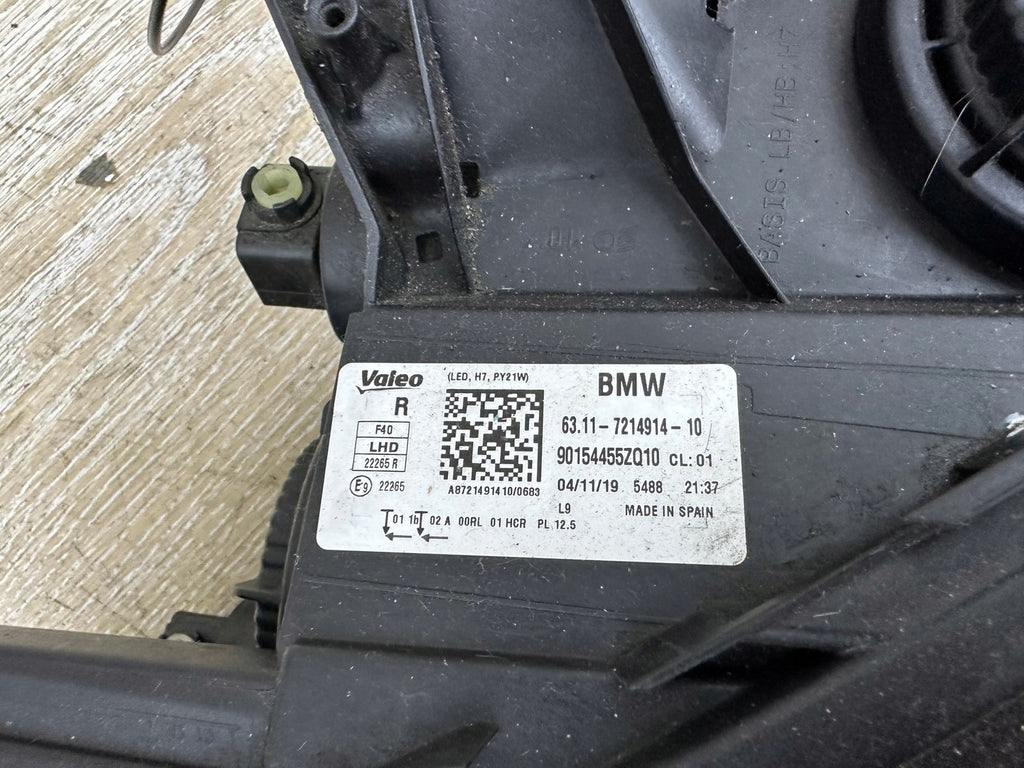 BASIS LB/HB:H7
Valeo
(LED, H7, PY21W)
BMW
R
F40
LHD
22265 R
E9 22265
A8721491410/0683
63.11-7214914-10
90154455ZQ10 CL:01
04/11/19 5488 21:37
L9 MADE IN SPAIN
01 1b 02 A 00RL 01 HCR PL 12.5